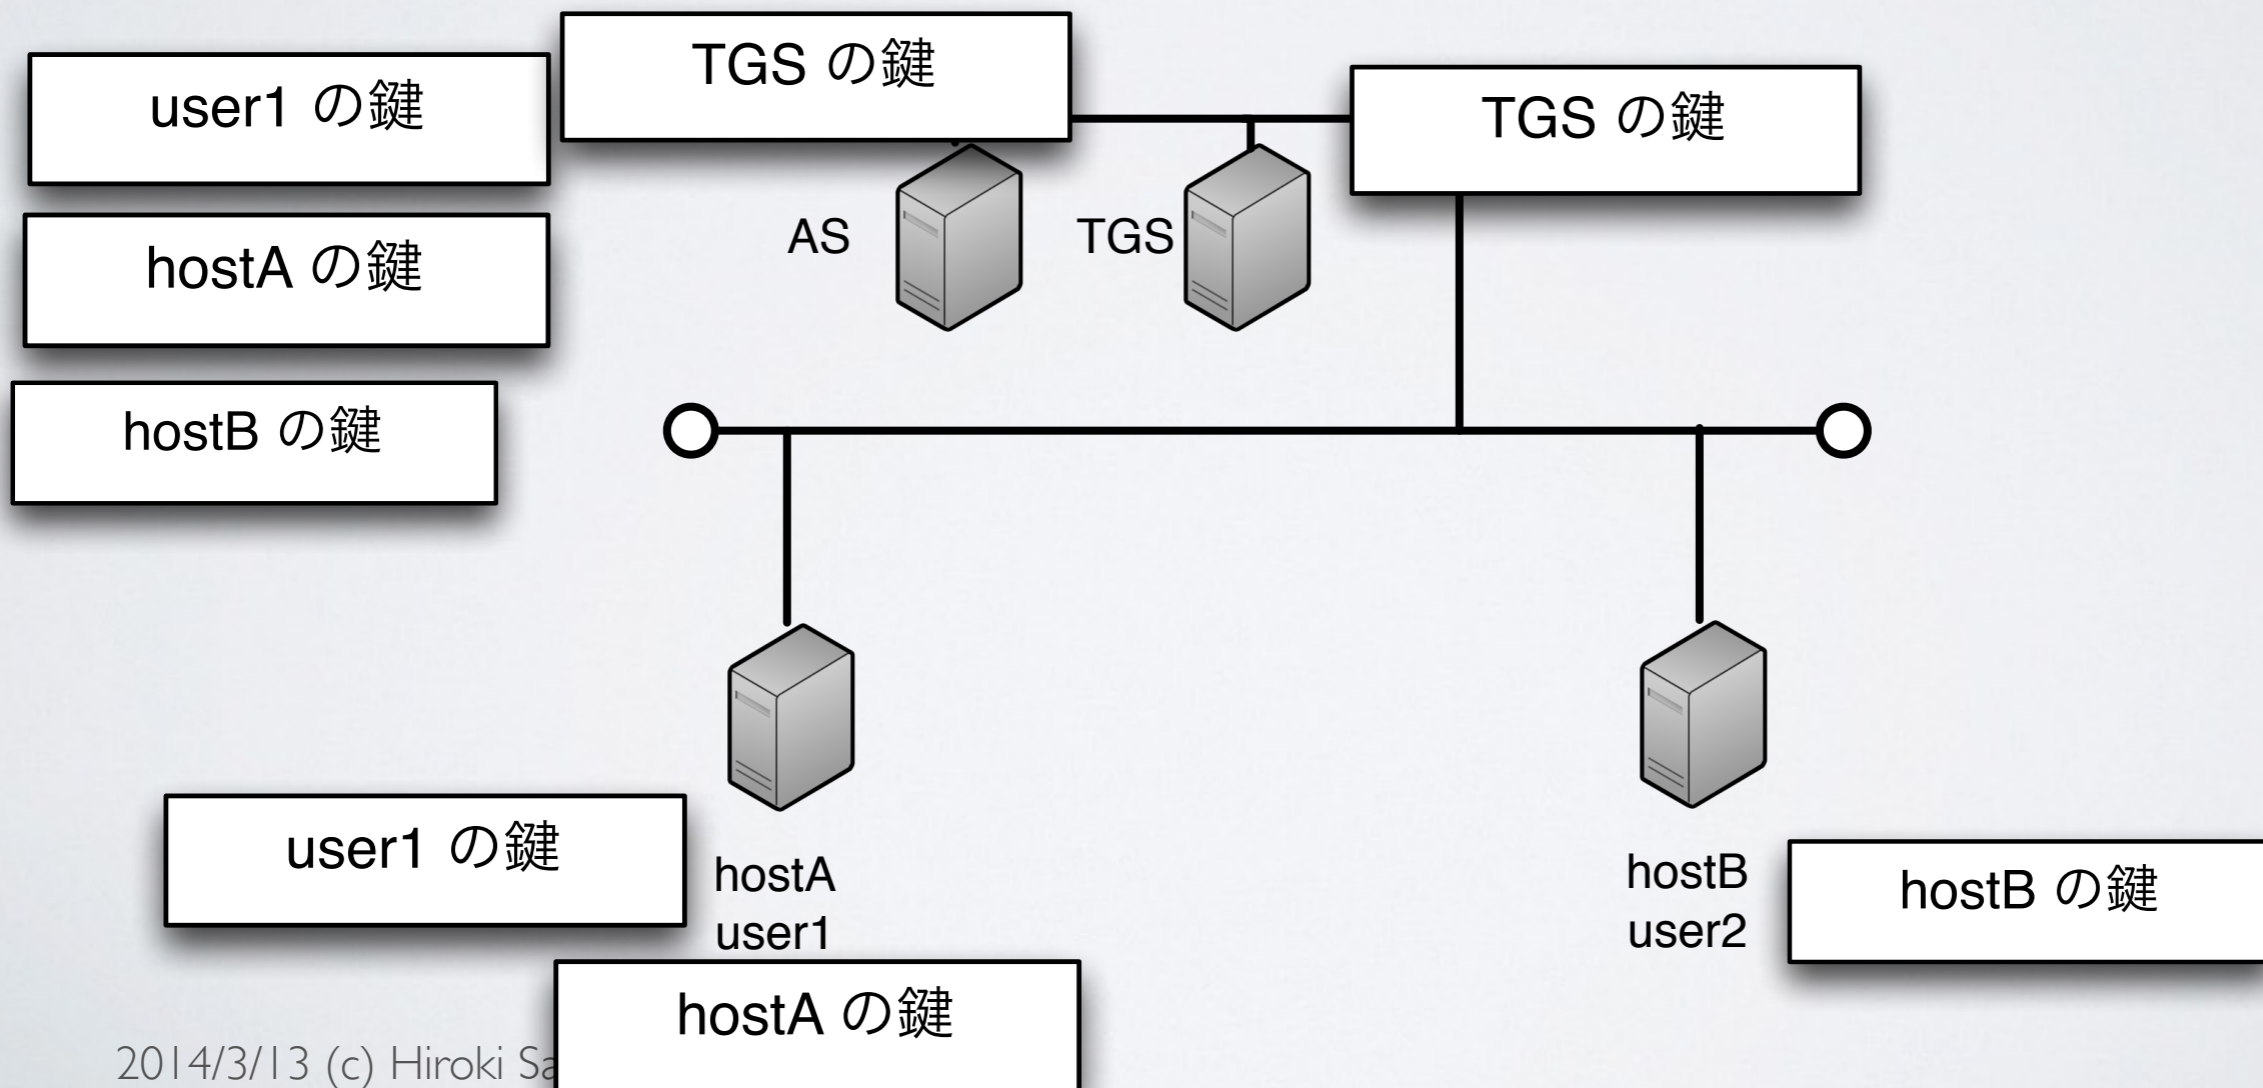 TGS の鍵
user1 の鍵
TGS の鍵
hostA の鍵
AS
TGS
hostB の鍵
user1 の鍵
hostA
user1
hostB
user2
hostB の鍵
hostA の鍵
2014/3/13 (c) Hiroki